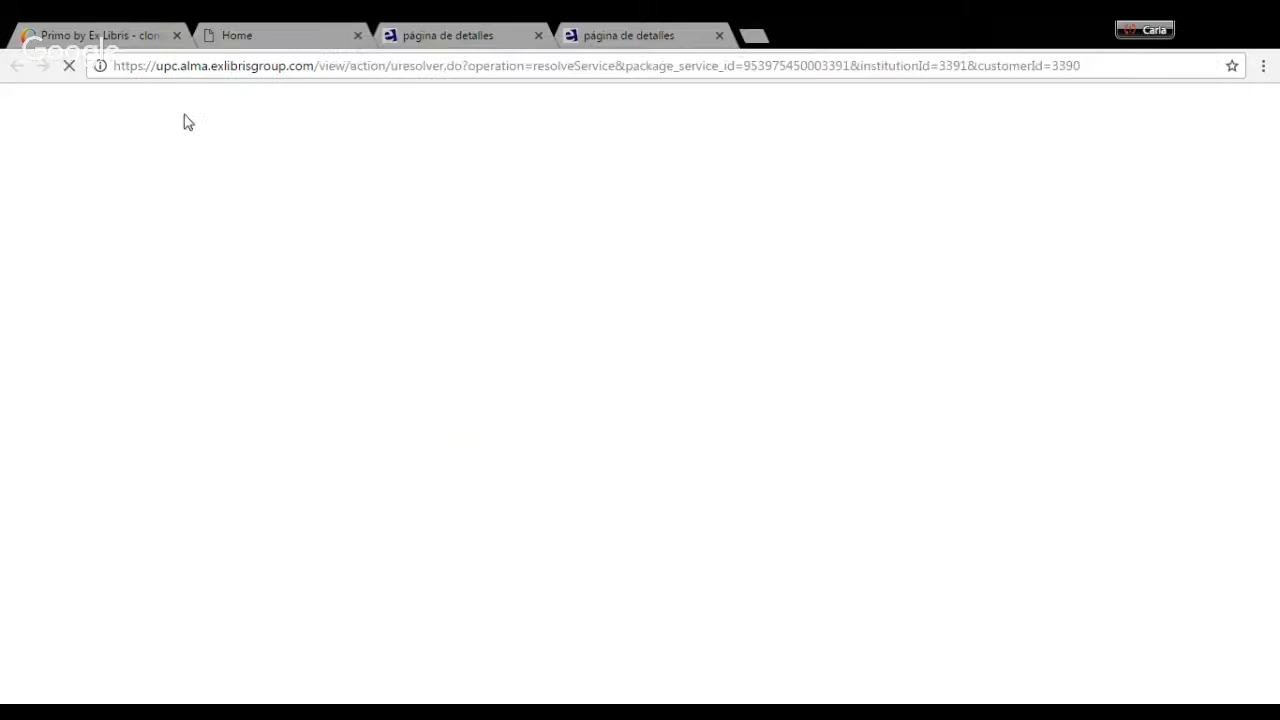 Primo by Ex Libris - clon
Home
página de detalles
página de detalles
Carla
Google
https://upc.alma.exlibrisgroup.com/view/action/uresolver.do?operation=resolveService&package_service_id=953975450003391&institutionId=3391&customerId=3390